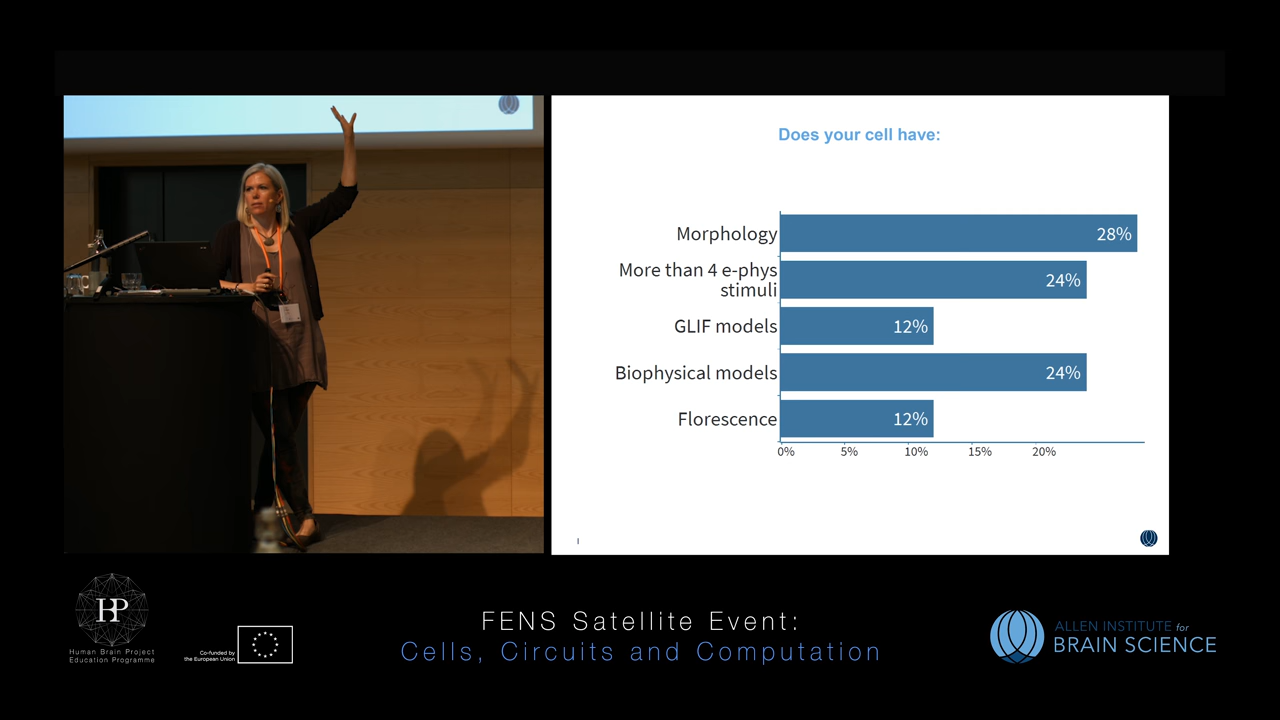 Does your cell have:
Morphology
28%
More than 4 e-phys
stimuli
24%
GLIF models
12%
Biophysical models
24%
Florescence
12%
0% 5% 10% 15% 20%
HBP
Human Brain Project
Education Programme
Co-funded by
the European Union
FENS Satellite Event:
Cells, Circuits and Computation
ALLEN INSTITUTE for
BRAIN SCIENCE